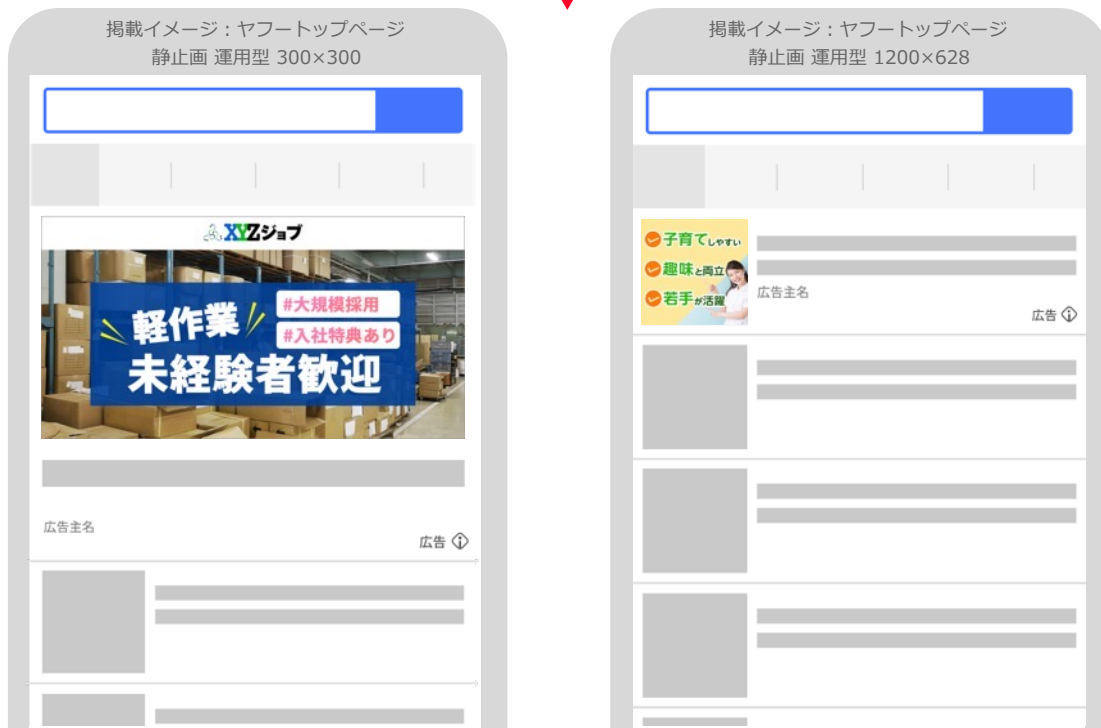 掲載イメージ：ヤフートップページ
静止画 運用型 300×300
XYZジョブ
軽作業
#大規模採用
#入社特典あり
未経験者歓迎
広告主名
広告
掲載イメージ：ヤフートップページ
静止画 運用型 1200×628
子育てしやすい
趣味と両立
若手が活躍
広告主名
広告